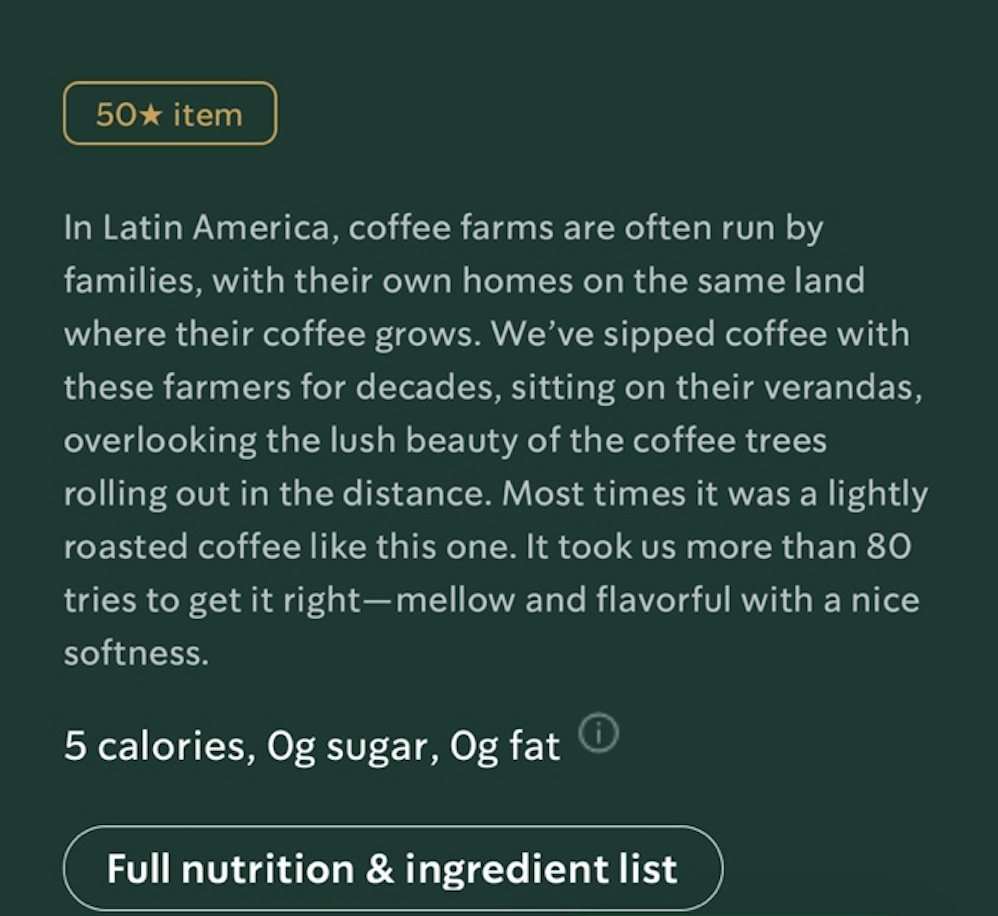 50★ item
In Latin America, coffee farms are often run by
families, with their own homes on the same land
where their coffee grows. We’ve sipped coffee with
these farmers for decades, sitting on their verandas,
overlooking the lush beauty of the coffee trees
rolling out in the distance. Most times it was a lightly
roasted coffee like this one. It took us more than 80
tries to get it right—mellow and flavorful with a nice
softness.
5 calories, 0g sugar, 0g fat ⓘ
Full nutrition & ingredient list